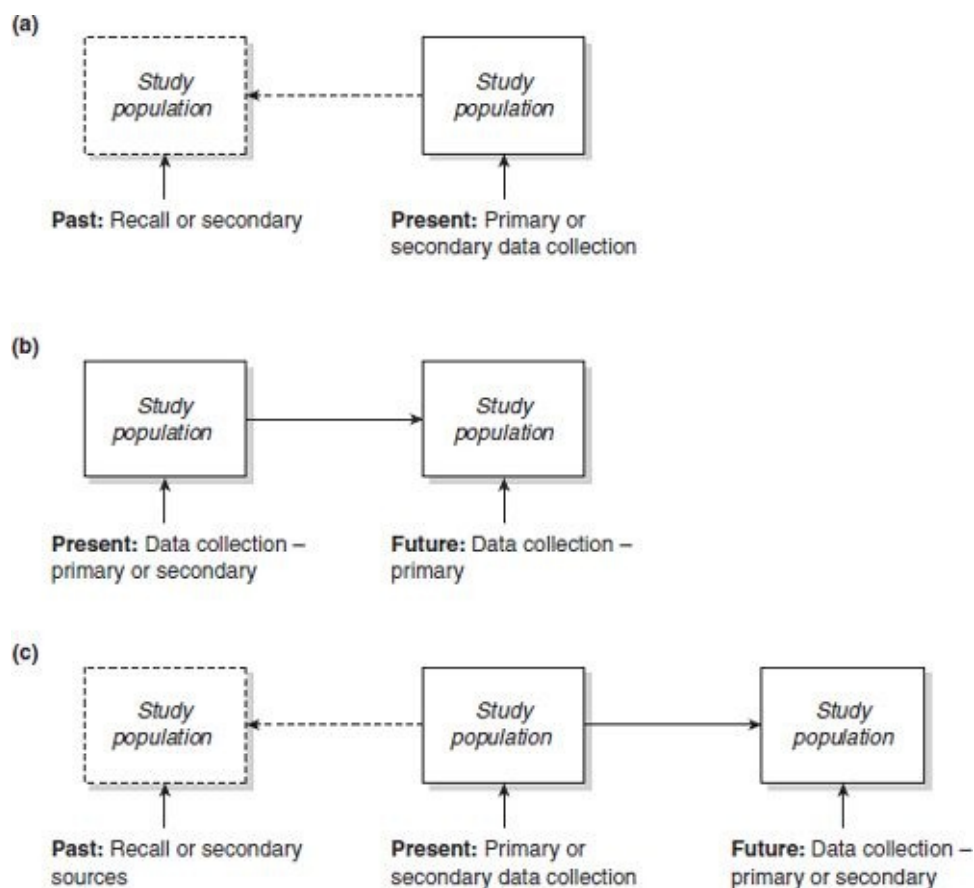 (a)
Study
population
Study
population
Past: Recall or secondary
Present: Primary or
secondary data collection
(b)
Study
population
Study
population
Present: Data collection –
primary or secondary
Future: Data collection –
primary
(c)
Study
population
Study
population
Study
population
Past: Recall or secondary
sources
Present: Primary or
secondary data collection
Future: Data collection –
primary or secondary